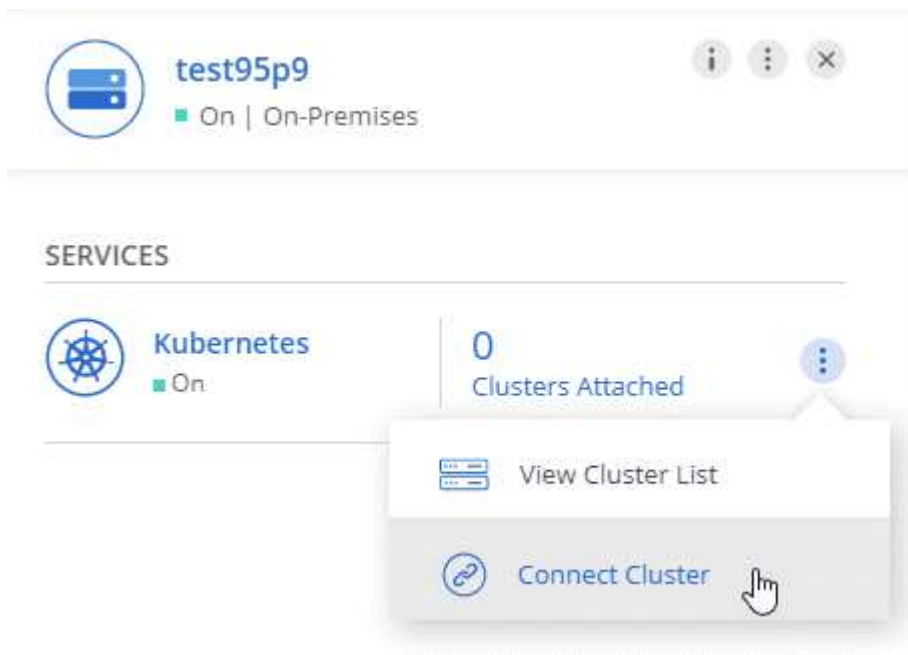 test95p9
On | On-Premises
SERVICES
Kubernetes
On
0
Clusters Attached
View Cluster List
Connect Cluster